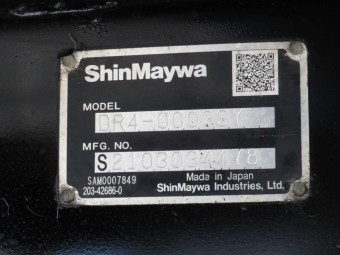 ShinMaywa
MODEL
MFG. NO.
S
SAM0007849
203-42686-0
Made in Japan
ShinMaywa Industries, Ltd.